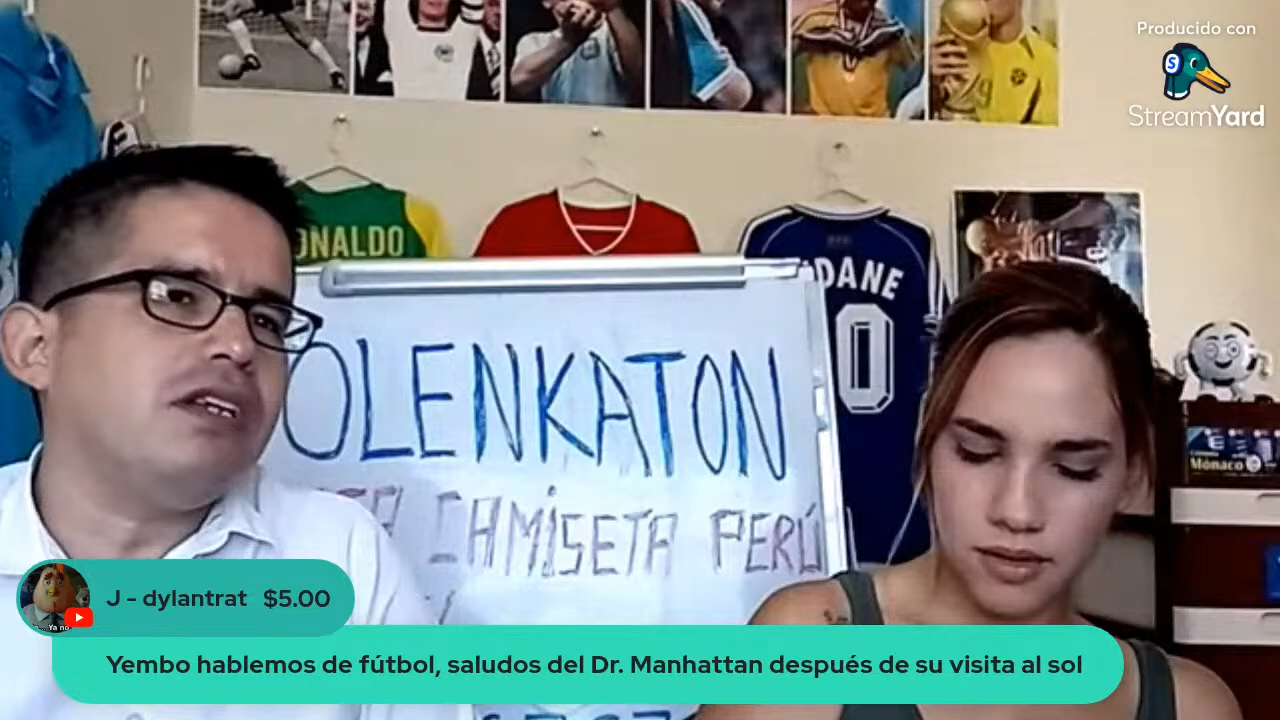 Producido con
StreamYard
ONALDO
DANE
10
OLENKATON
CAMISETA PERÚ
Mónaco
J - dylantrat $5.00
Yembo hablemos de fútbol, saludos del Dr. Manhattan después de su visita al sol